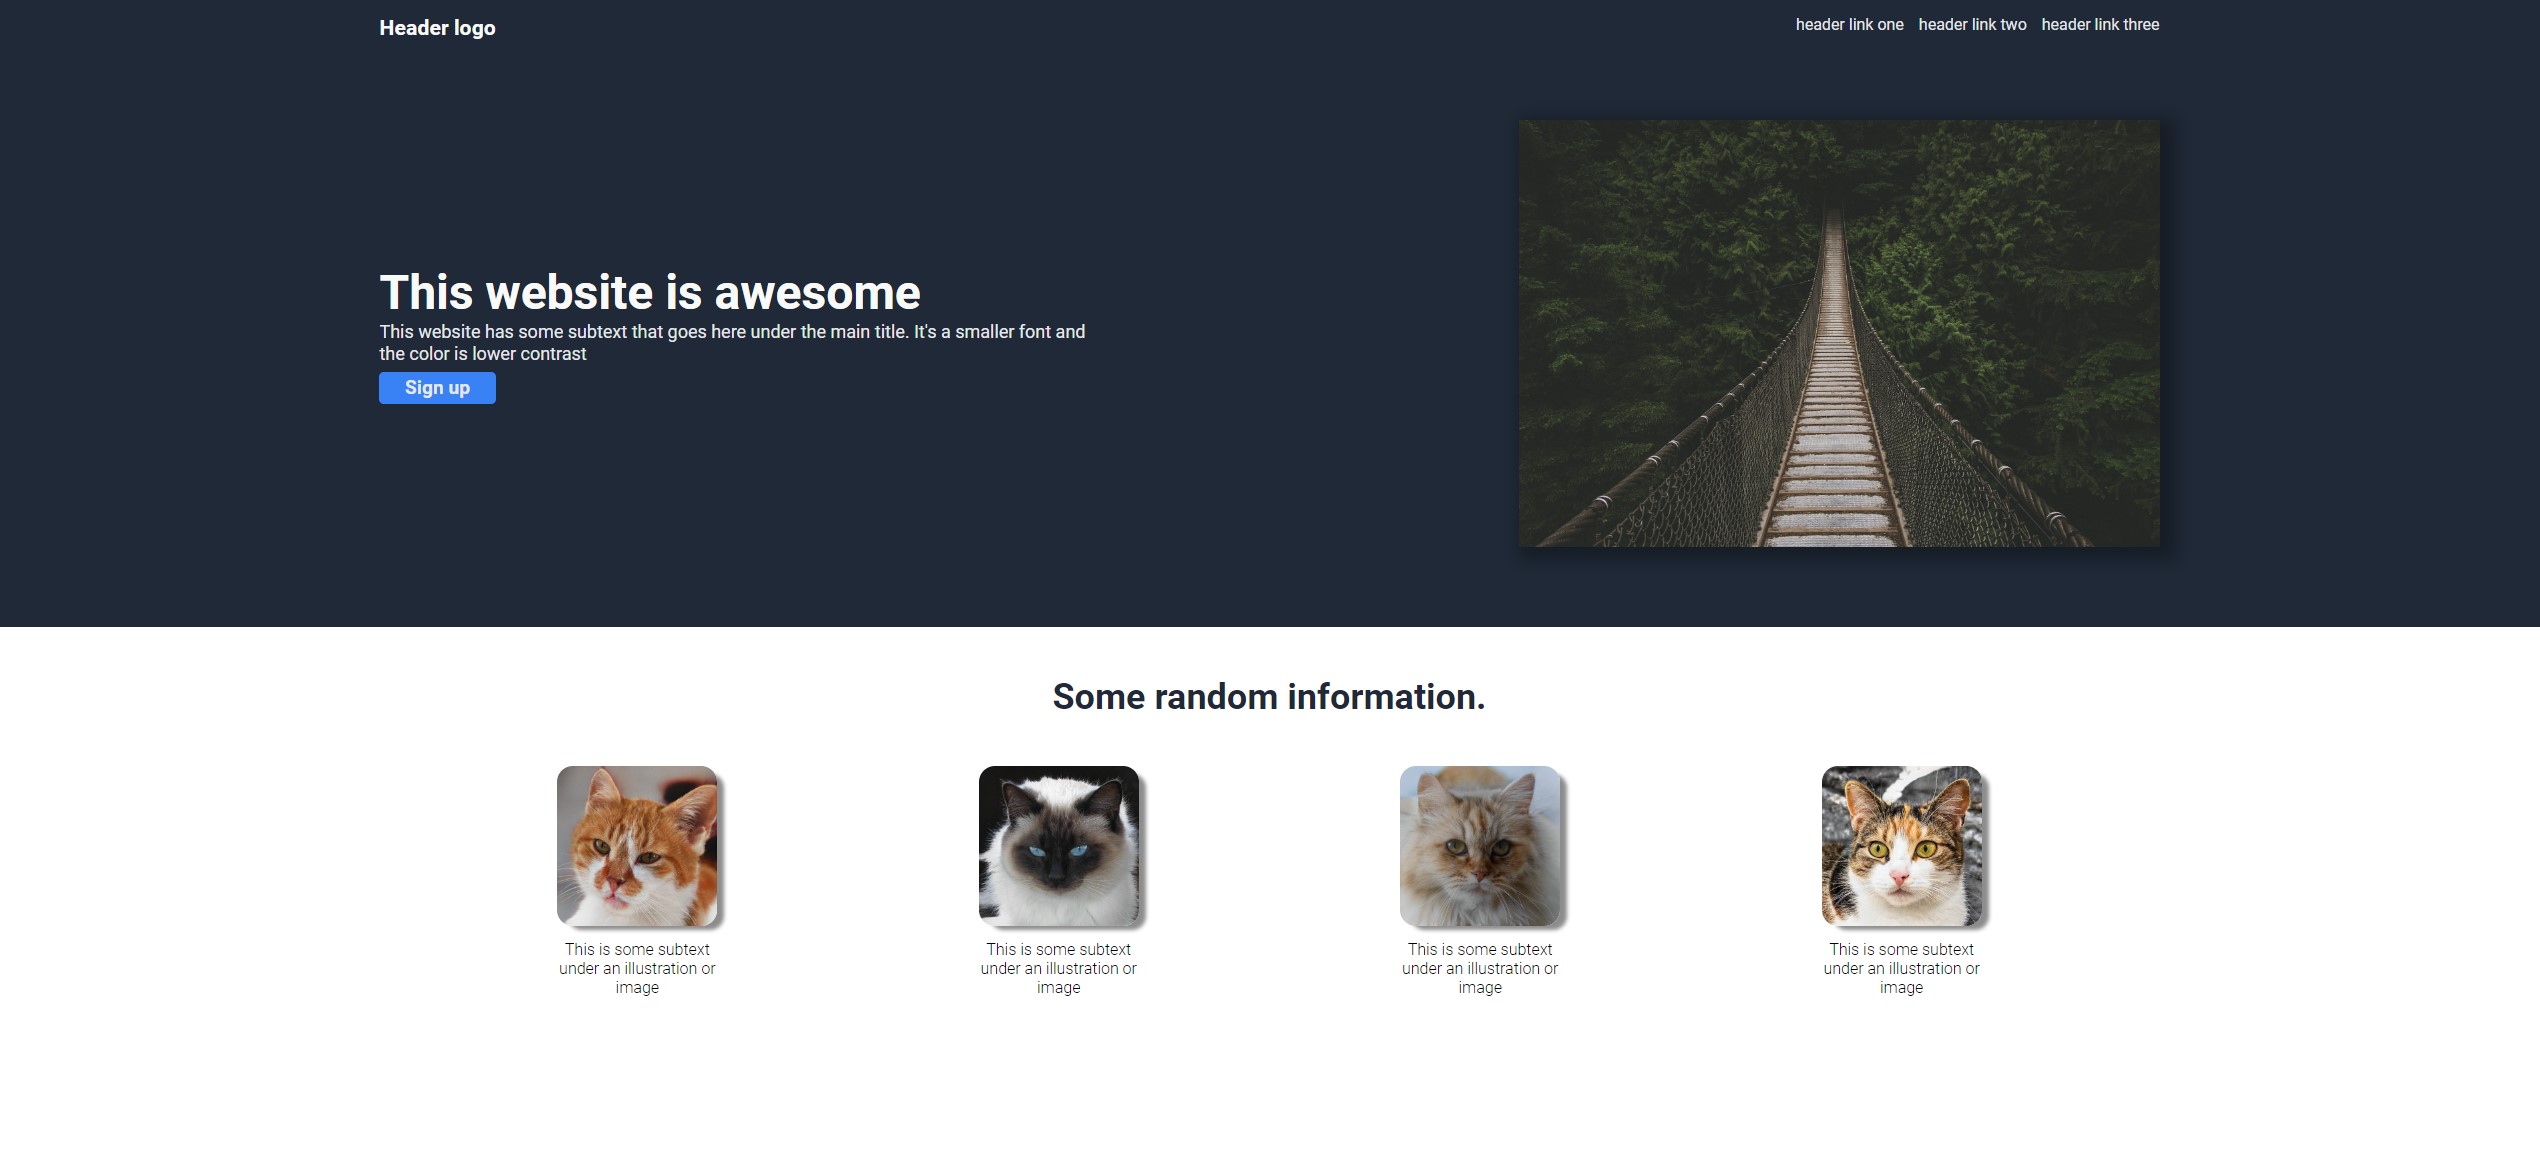 Header logo
header link one header link two header link three
This website is awesome
This website has some subtext that goes here under the main title. It's a smaller font and
the color is lower contrast
Sign up
Some random information.
This is some subtext
under an illustration or
image
This is some subtext
under an illustration or
image
This is some subtext
under an illustration or
image
This is some subtext
under an illustration or
image